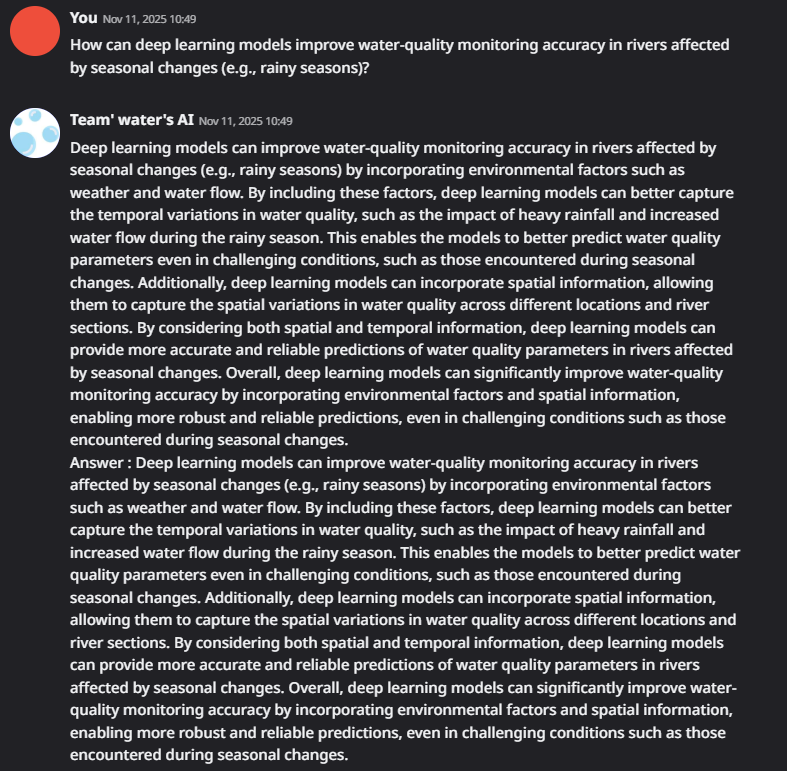 You Nov 11, 2025 10:49
How can deep learning models improve water-quality monitoring accuracy in rivers affected
by seasonal changes (e.g., rainy seasons)?
Team' water's AI Nov 11, 2025 10:49
Deep learning models can improve water-quality monitoring accuracy in rivers affected by
seasonal changes (e.g., rainy seasons) by incorporating environmental factors such as
weather and water flow. By including these factors, deep learning models can better capture
the temporal variations in water quality, such as the impact of heavy rainfall and increased
water flow during the rainy season. This enables the models to better predict water quality
parameters even in challenging conditions, such as those encountered during seasonal
changes. Additionally, deep learning models can incorporate spatial information, allowing
them to capture the spatial variations in water quality across different locations and river
sections. By considering both spatial and temporal information, deep learning models can
provide more accurate and reliable predictions of water quality parameters in rivers affected
by seasonal changes. Overall, deep learning models can significantly improve water-quality
monitoring accuracy by incorporating environmental factors and spatial information,
enabling more robust and reliable predictions, even in challenging conditions such as those
encountered during seasonal changes.
Answer : Deep learning models can improve water-quality monitoring accuracy in rivers
affected by seasonal changes (e.g., rainy seasons) by incorporating environmental factors
such as weather and water flow. By including these factors, deep learning models can better
capture the temporal variations in water quality, such as the impact of heavy rainfall and
increased water flow during the rainy season. This enables the models to better predict water
quality parameters even in challenging conditions, such as those encountered during
seasonal changes. Additionally, deep learning models can incorporate spatial information,
allowing them to capture the spatial variations in water quality across different locations and
river sections. By considering both spatial and temporal information, deep learning models
can provide more accurate and reliable predictions of water quality parameters in rivers
affected by seasonal changes. Overall, deep learning models can significantly improve water-
quality monitoring accuracy by incorporating environmental factors and spatial information,
enabling more robust and reliable predictions, even in challenging conditions such as those
encountered during seasonal changes.